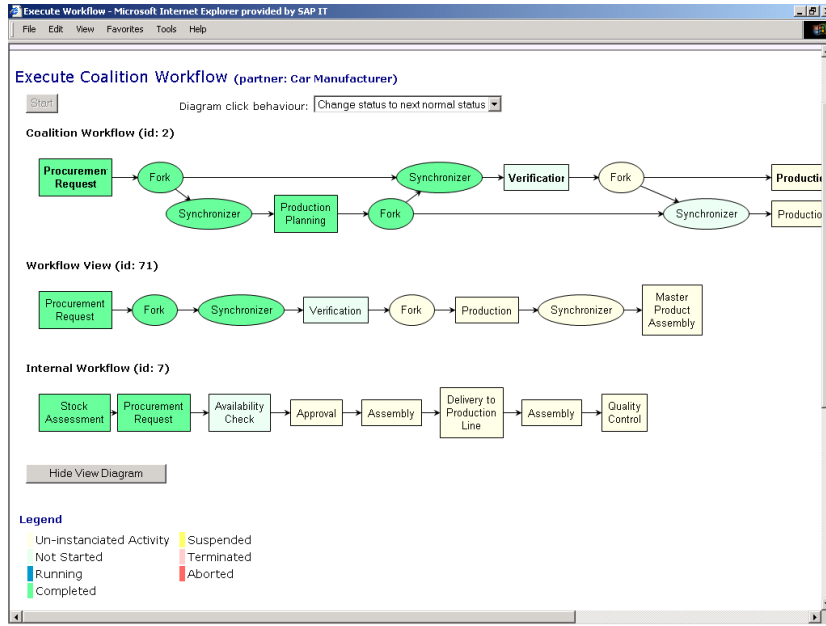 Execute Workflow - Microsoft Internet Explorer provided by SAP IT
File Edit View Favorites Tools Help
Execute Coalition Workflow (partner: Car Manufacturer)
Start
Diagram click behaviour: Change status to next normal status
Coalition Workflow (id: 2)
Procuremen
Request
Fork
Synchronizer
Verification
Fork
Productio
Synchronizer
Production
Planning
Fork
Synchronizer
Productio
Workflow View (id: 71)
Procurement
Request
Fork
Synchronizer
Verification
Fork
Production
Synchronizer
Master
Product
Assembly
Internal Workflow (id: 7)
Stock
Assessment
Procurement
Request
Availability
Check
Approval
Assembly
Delivery to
Production
Line
Assembly
Quality
Control
Hide View Diagram
Legend
Un-instanciated Activity
Suspended
Not Started
Terminated
Running
Aborted
Completed